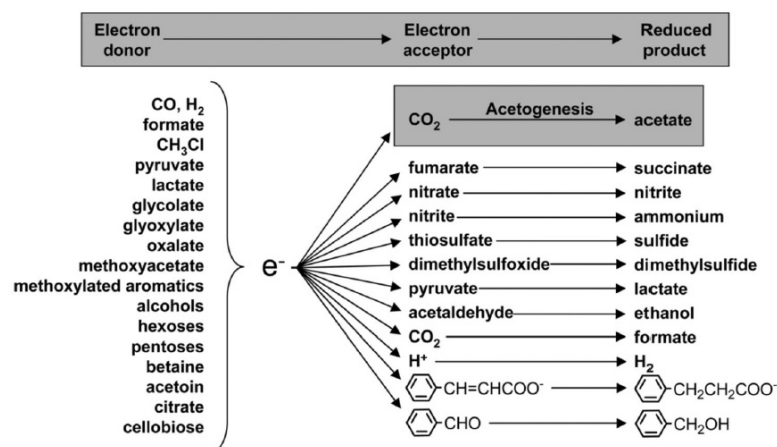 Electron donor Electron acceptor Reduced product
CO, H₂
formate
CH₃Cl
pyruvate
lactate
glycolate
glyoxylate
oxalate
methoxyacetate
methoxylated aromatics
alcohols
hexoses
pentoses
betaine
acetoin
citrate
cellobiose
e⁻
CO₂ Acetogenesis acetate
fumarate succinate
nitrate nitrite
nitrite ammonium
thiosulfate sulfide
dimethylsulfoxide dimethylsulfide
pyruvate lactate
acetaldehyde ethanol
CO₂ formate
H⁺ H₂
CH=CHCOO⁻ CH₂CH₂COO⁻
CHO CH₂OH